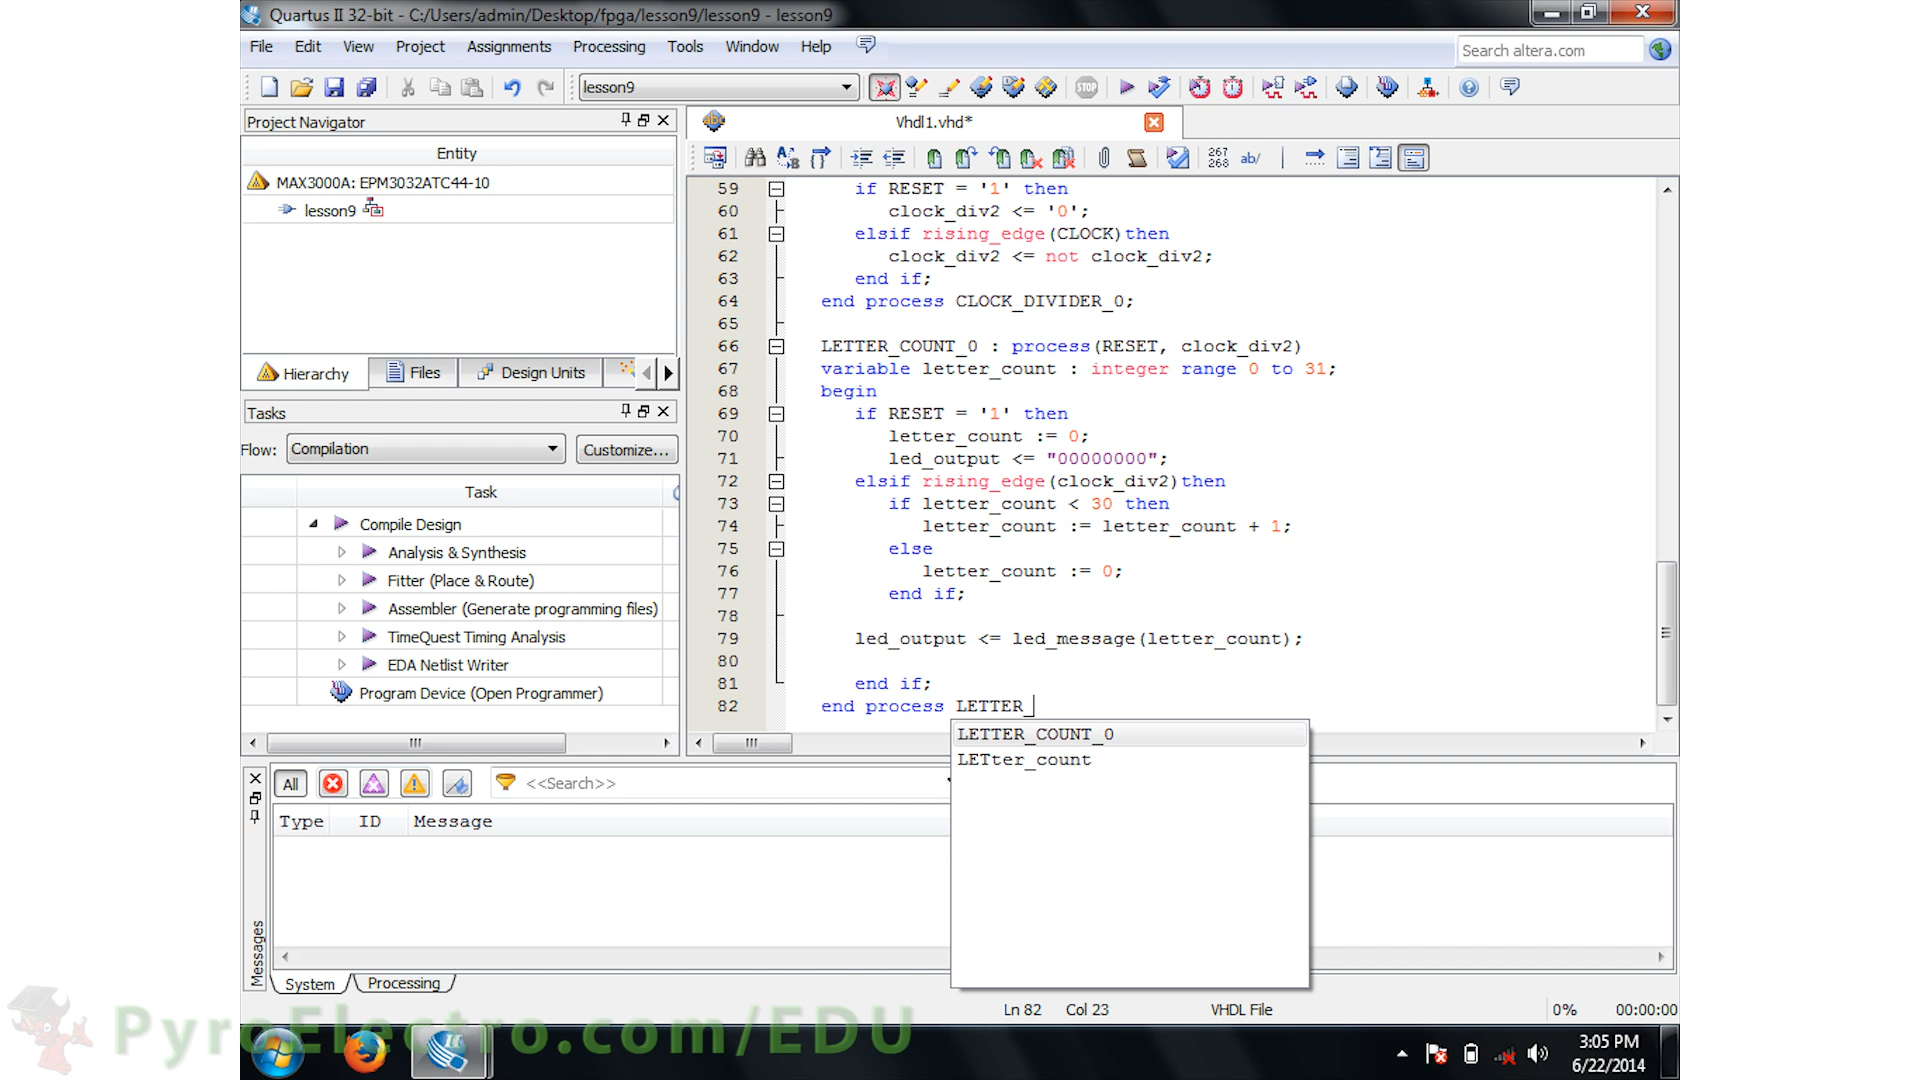 Quartus II 32-bit - C:/Users/admin/Desktop/fpga/lesson9/lesson9 - lesson9
File Edit View Project Assignments Processing Tools Window Help
Search altera.com
lesson9
STOP
Project Navigator
Entity
MAX3000A: EPM3032ATC44-10
lesson9
Hierarchy Files Design Units
Tasks
Flow: Compilation Customize...
Task
Compile Design
Analysis & Synthesis
Fitter (Place & Route)
Assembler (Generate programming files)
TimeQuest Timing Analysis
EDA Netlist Writer
Program Device (Open Programmer)
abc Vhdl1.vhd*
267
268 ab/
59 if RESET = '1' then
60 clock_div2 <= '0';
61 elsif rising_edge(CLOCK)then
62 clock_div2 <= not clock_div2;
63 end if;
64 end process CLOCK_DIVIDER_0;
65
66 LETTER_COUNT_0 : process(RESET, clock_div2)
67 variable letter_count : integer range 0 to 31;
68 begin
69 if RESET = '1' then
70 letter_count := 0;
71 led_output <= "00000000";
72 elsif rising_edge(clock_div2)then
73 if letter_count < 30 then
74 letter_count := letter_count + 1;
75 else
76 letter_count := 0;
77 end if;
78
79 led_output <= led_message(letter_count);
80
81 end if;
82 end process LETTER_
LETTER_COUNT_0
LETter_count
All <<Search>>
Type ID Message
Messages
System Processing
Ln 82 Col 23 VHDL File 0% 00:00:00
PyroElectro.com/EDU
3:05 PM
6/22/2014